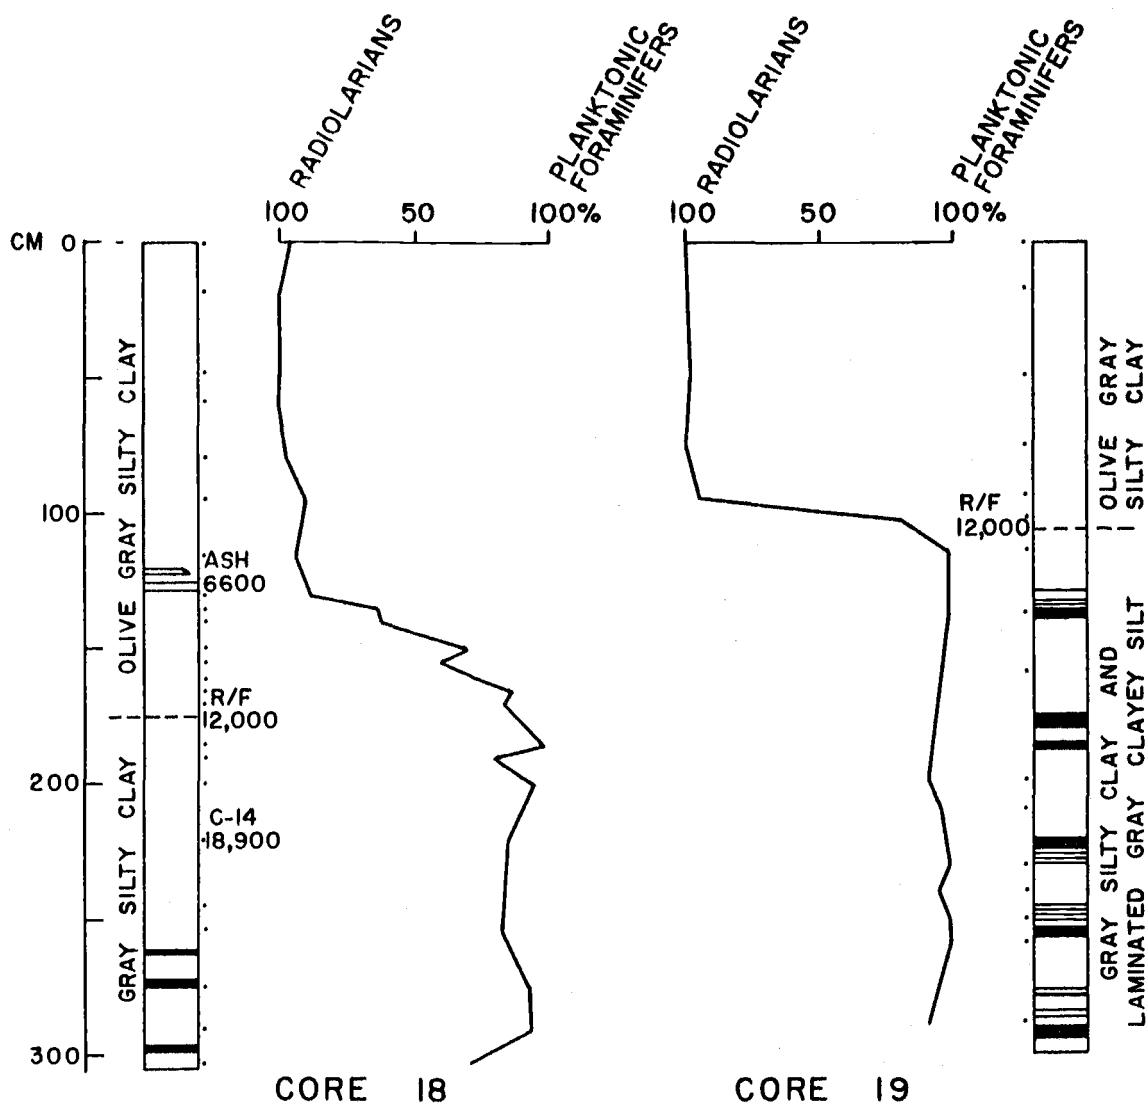 RADIOLARIANS
PLANKTONIC
FORAMINIFERS
RADIOLARIANS
PLANKTONIC
FORAMINIFERS
100 50 100%
100 50 100%
CM 0
100
200
300
OLIVE GRAY SILTY CLAY
GRAY SILTY CLAY
ASH
6600
R/F
12,000
C-14
18,900
R/F
12,000
OLIVE GRAY
SILTY CLAY
GRAY SILTY CLAY AND
LAMINATED GRAY CLAYEY SILT
CORE 18
CORE 19